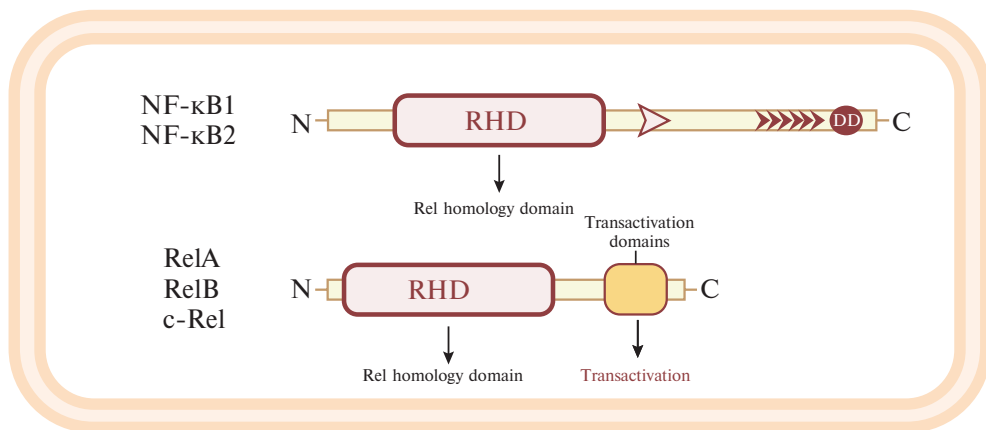 NF-κB1
NF-κB2
N
RHD
DD
C
Rel homology domain
Transactivation
domains
RelA
RelB
c-Rel
N
RHD
C
Rel homology domain
Transactivation